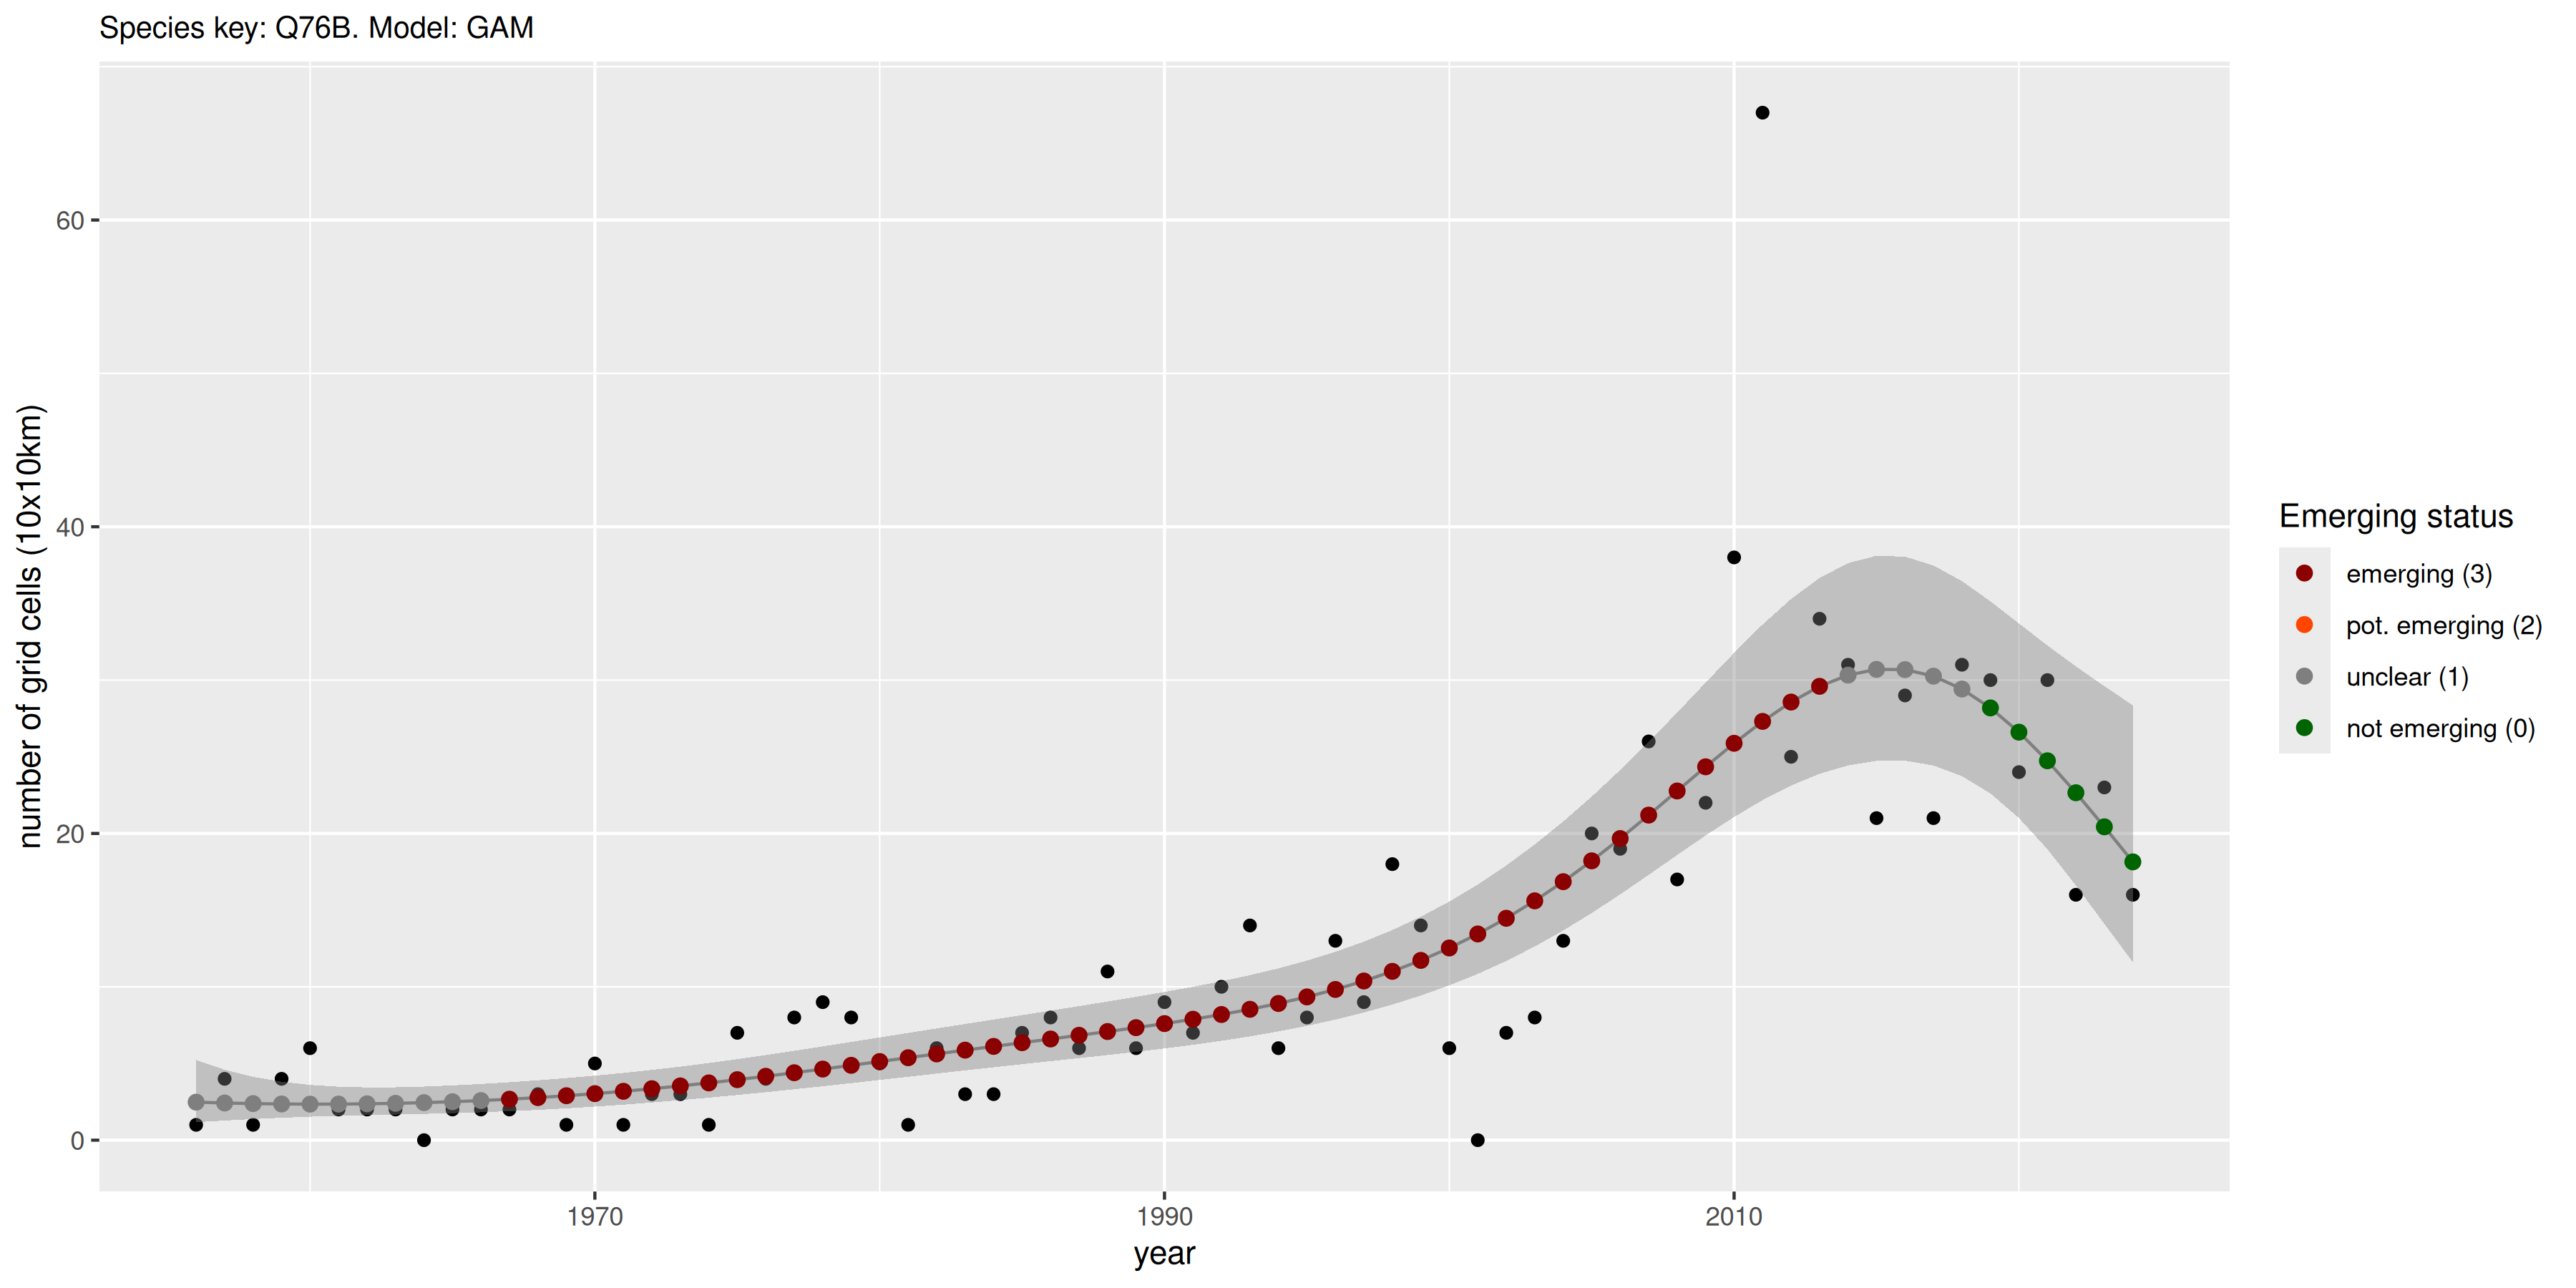 Species key: Q76B. Model: GAM
number of grid cells (10x10km)
60
40
20
0
1970
1990
2010
year
Emerging status
emerging (3)
pot. emerging (2)
unclear (1)
not emerging (0)